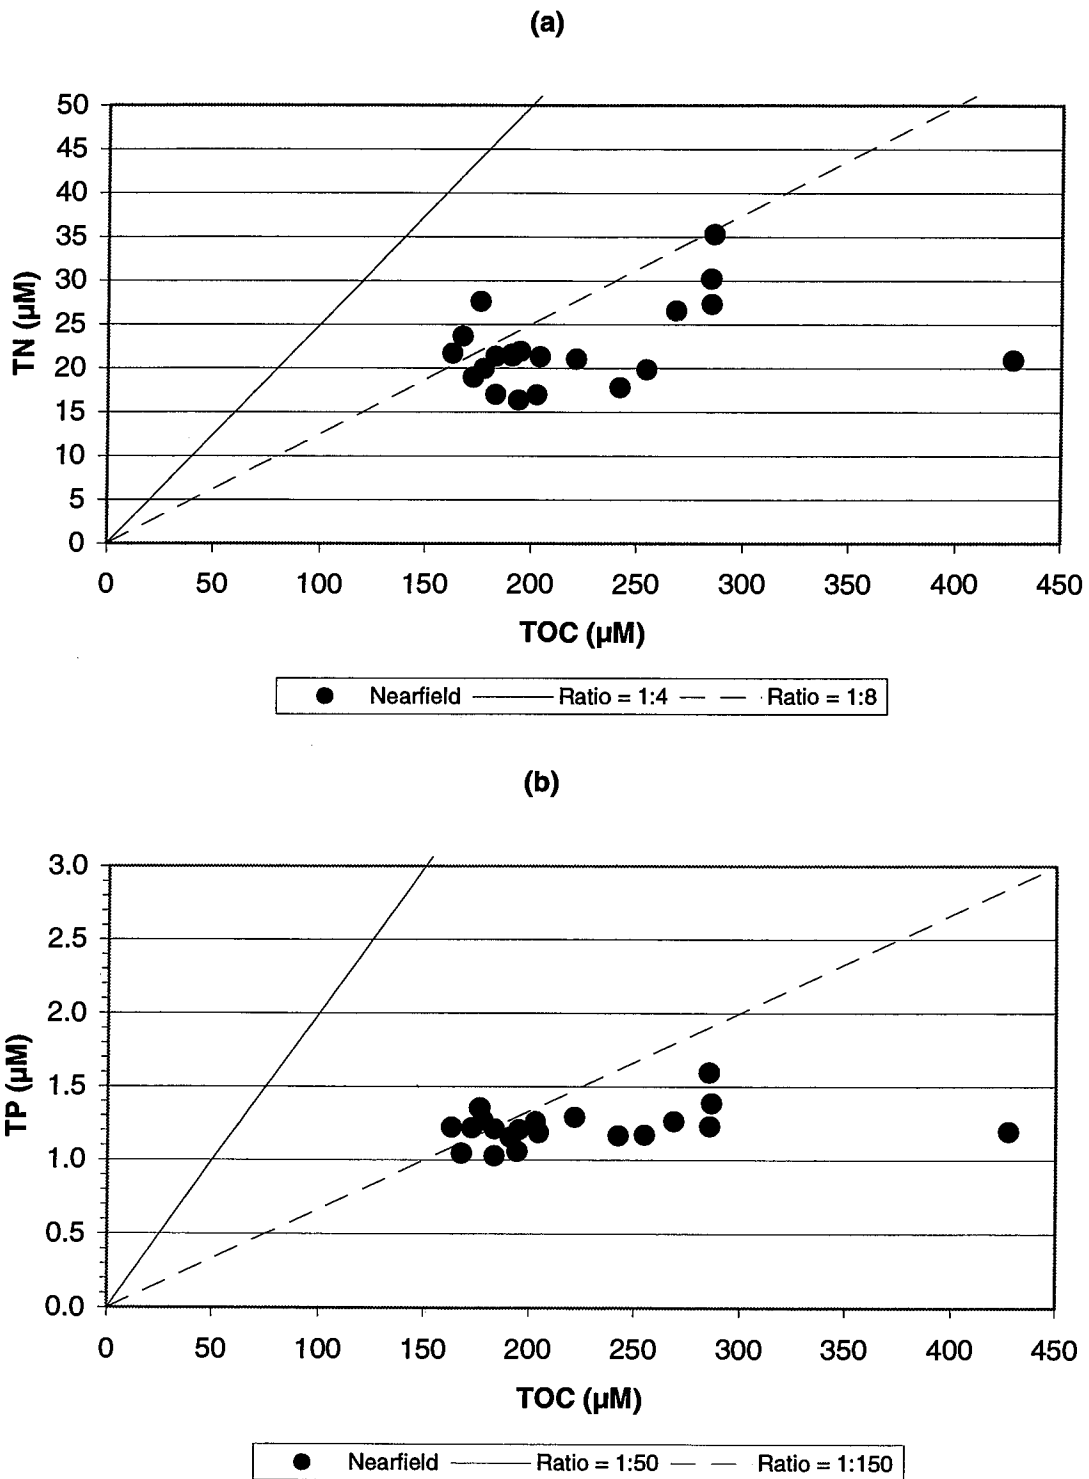 (a)
50
45
40
35
30
25
20
15
10
5
0
TN (µM)
0 50 100 150 200 250 300 350 400 450
TOC (µM)
Nearfield Ratio = 1:4 Ratio = 1:8
(b)
3.0
2.5
2.0
1.5
1.0
0.5
0.0
TP (µM)
0 50 100 150 200 250 300 350 400 450
TOC (µM)
Nearfield Ratio = 1:50 Ratio = 1:150